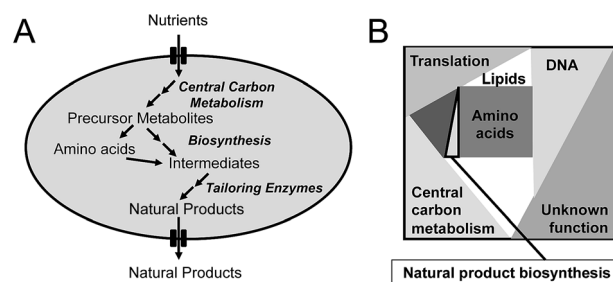 A
Nutrients
Central Carbon
Metabolism
Precursor Metabolites
Biosynthesis
Amino acids
Intermediates
Tailoring Enzymes
Natural Products
Natural Products
B
Translation
DNA
Lipids
Amino
acids
Central
carbon
metabolism
Unknown
function
Natural product biosynthesis